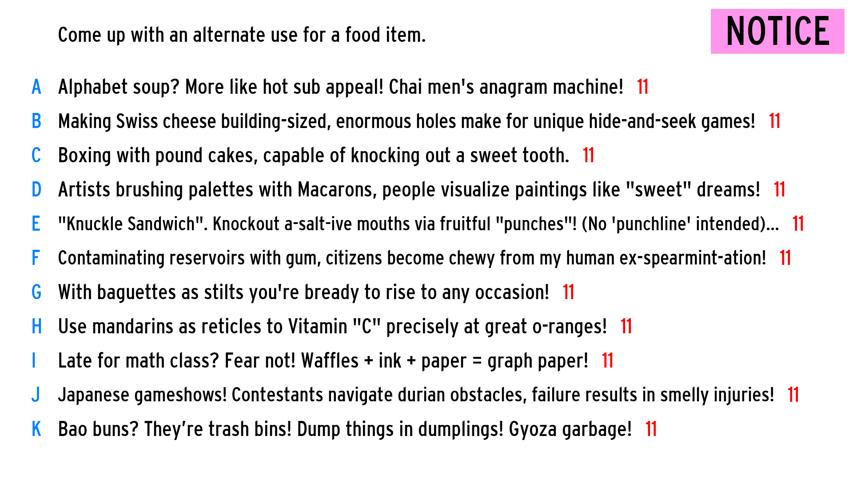 Come up with an alternate use for a food item.
NOTICE
A Alphabet soup? More like hot sub appeal! Chai men's anagram machine! 11
B Making Swiss cheese building-sized, enormous holes make for unique hide-and-seek games! 11
C Boxing with pound cakes, capable of knocking out a sweet tooth. 11
D Artists brushing palettes with Macarons, people visualize paintings like "sweet" dreams! 11
E "Knuckle Sandwich". Knockout a-salt-ive mouths via fruitful "punches"! (No 'punchline' intended)... 11
F Contaminating reservoirs with gum, citizens become chewy from my human ex-spearmint-ation! 11
G With baguettes as stilts you're bready to rise to any occasion! 11
H Use mandarins as reticles to Vitamin "C" precisely at great o-ranges! 11
I Late for math class? Fear not! Waffles + ink + paper = graph paper! 11
J Japanese gameshows! Contestants navigate durian obstacles, failure results in smelly injuries! 11
K Bao buns? They’re trash bins! Dump things in dumplings! Gyoza garbage! 11